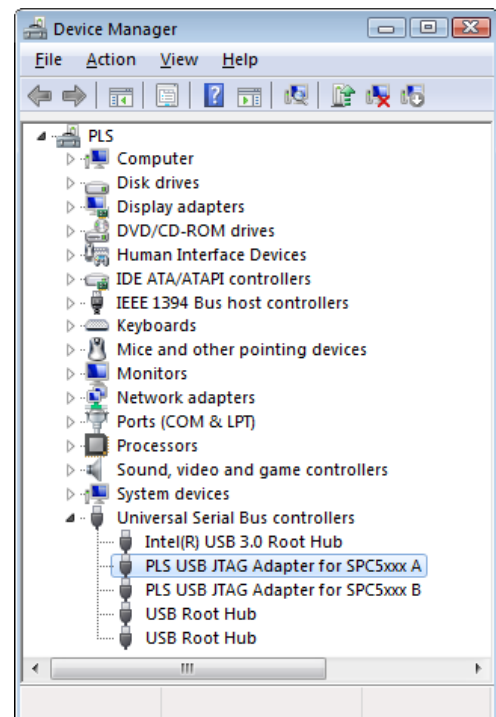 Device Manager
File Action View Help
PLS
Computer
Disk drives
Display adapters
DVD/CD-ROM drives
Human Interface Devices
IDE ATA/ATAPI controllers
IEEE 1394 Bus host controllers
Keyboards
Mice and other pointing devices
Monitors
Network adapters
Ports (COM & LPT)
Processors
Sound, video and game controllers
System devices
Universal Serial Bus controllers
Intel(R) USB 3.0 Root Hub
PLS USB JTAG Adapter for SPC5xxx A
PLS USB JTAG Adapter for SPC5xxx B
USB Root Hub
USB Root Hub